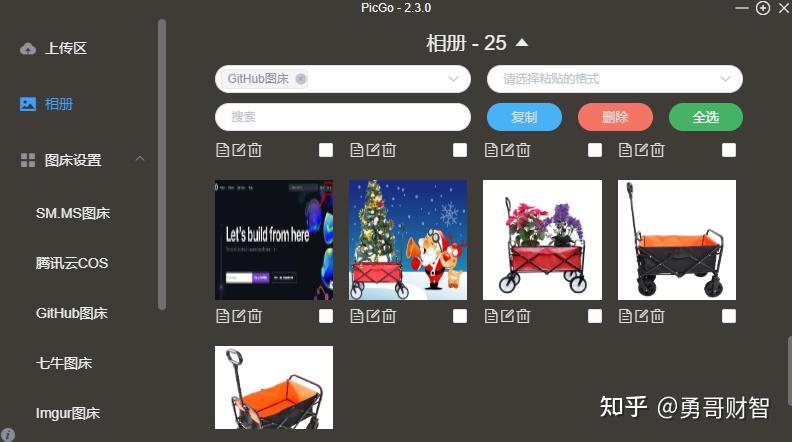 PicGo - 2.3.0
上传区
相册 - 25
GitHub图床
请选择粘贴的格式
相册
搜索
复制
删除
全选
图床设置
SM.MS图床
Let's build from here
腾讯云COS
GitHub图床
七牛图床
Imgur图床
知乎 @勇哥财智